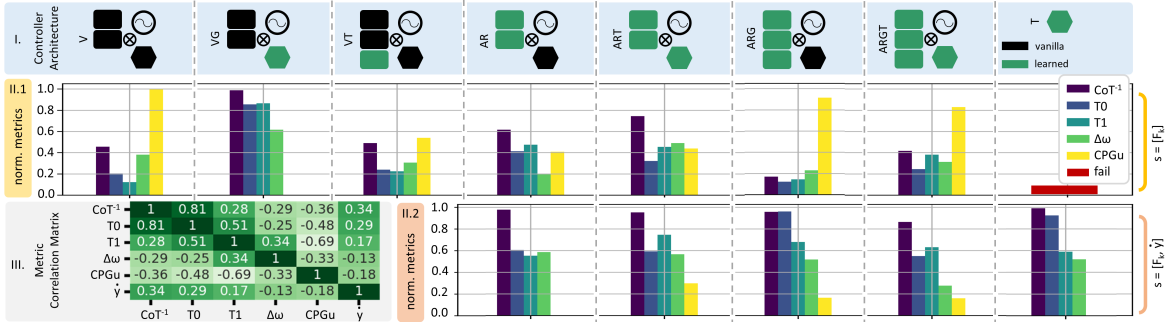 I.
Controller
Architecture
V
VG
VT
AR
ART
ARG
ARGT
T
vanilla
learned
II.1
norm. metrics
1.0
0.8
0.6
0.4
0.2
0.0
CoT⁻¹
T0
T1
Δω
CPGu
fail
s = [Fₖ]
III.
Metric
Correlation Matrix
CoT⁻¹ 1 0.81 0.28 -0.29 -0.36 0.34
T0 0.81 1 0.51 -0.25 -0.48 0.29
T1 0.28 0.51 1 0.34 -0.69 0.17
Δω -0.29 -0.25 0.34 1 -0.33 -0.13
CPGu -0.36 -0.48 -0.69 -0.33 1 -0.18
ẏ 0.34 0.29 0.17 -0.13 -0.18 1
CoT⁻¹ T0 T1 Δω CPGu ẏ
II.2
norm. metrics
1.0
0.8
0.6
0.4
0.2
0.0
s = [Fₖ, ẏ]